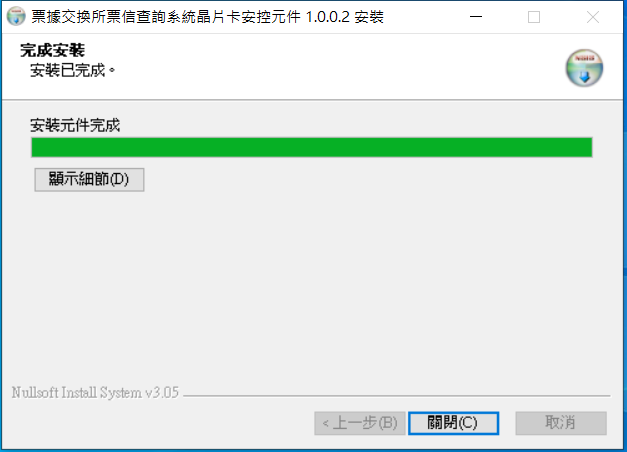 票據交換所票信查詢系統晶片卡安控元件 1.0.0.2 安裝
完成安裝
安裝已完成。
安裝元件完成
顯示細節(D)
Nullsoft Install System v3.05
< 上一步(B)
關閉(C)
取消